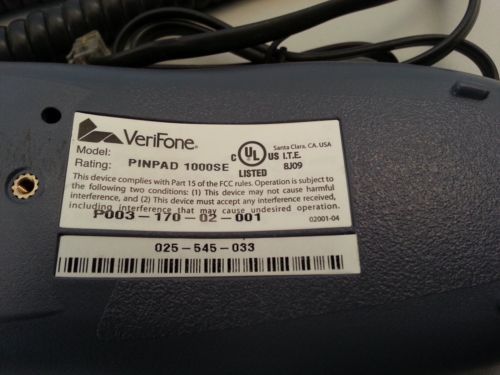 VeriFone®
Model:
Rating: PINPAD 1000SE
C UL US
LISTED
Santa Clara, CA. USA
I.T.E.
8J09
This device complies with Part 15 of the FCC rules. Operation is subject to
the following two conditions: (1) This device may not cause harmful
interference, and (2) This device must accept any interference received,
including interference that may cause undesired operation.
P003-170-02-001
02001-04
025-545-033